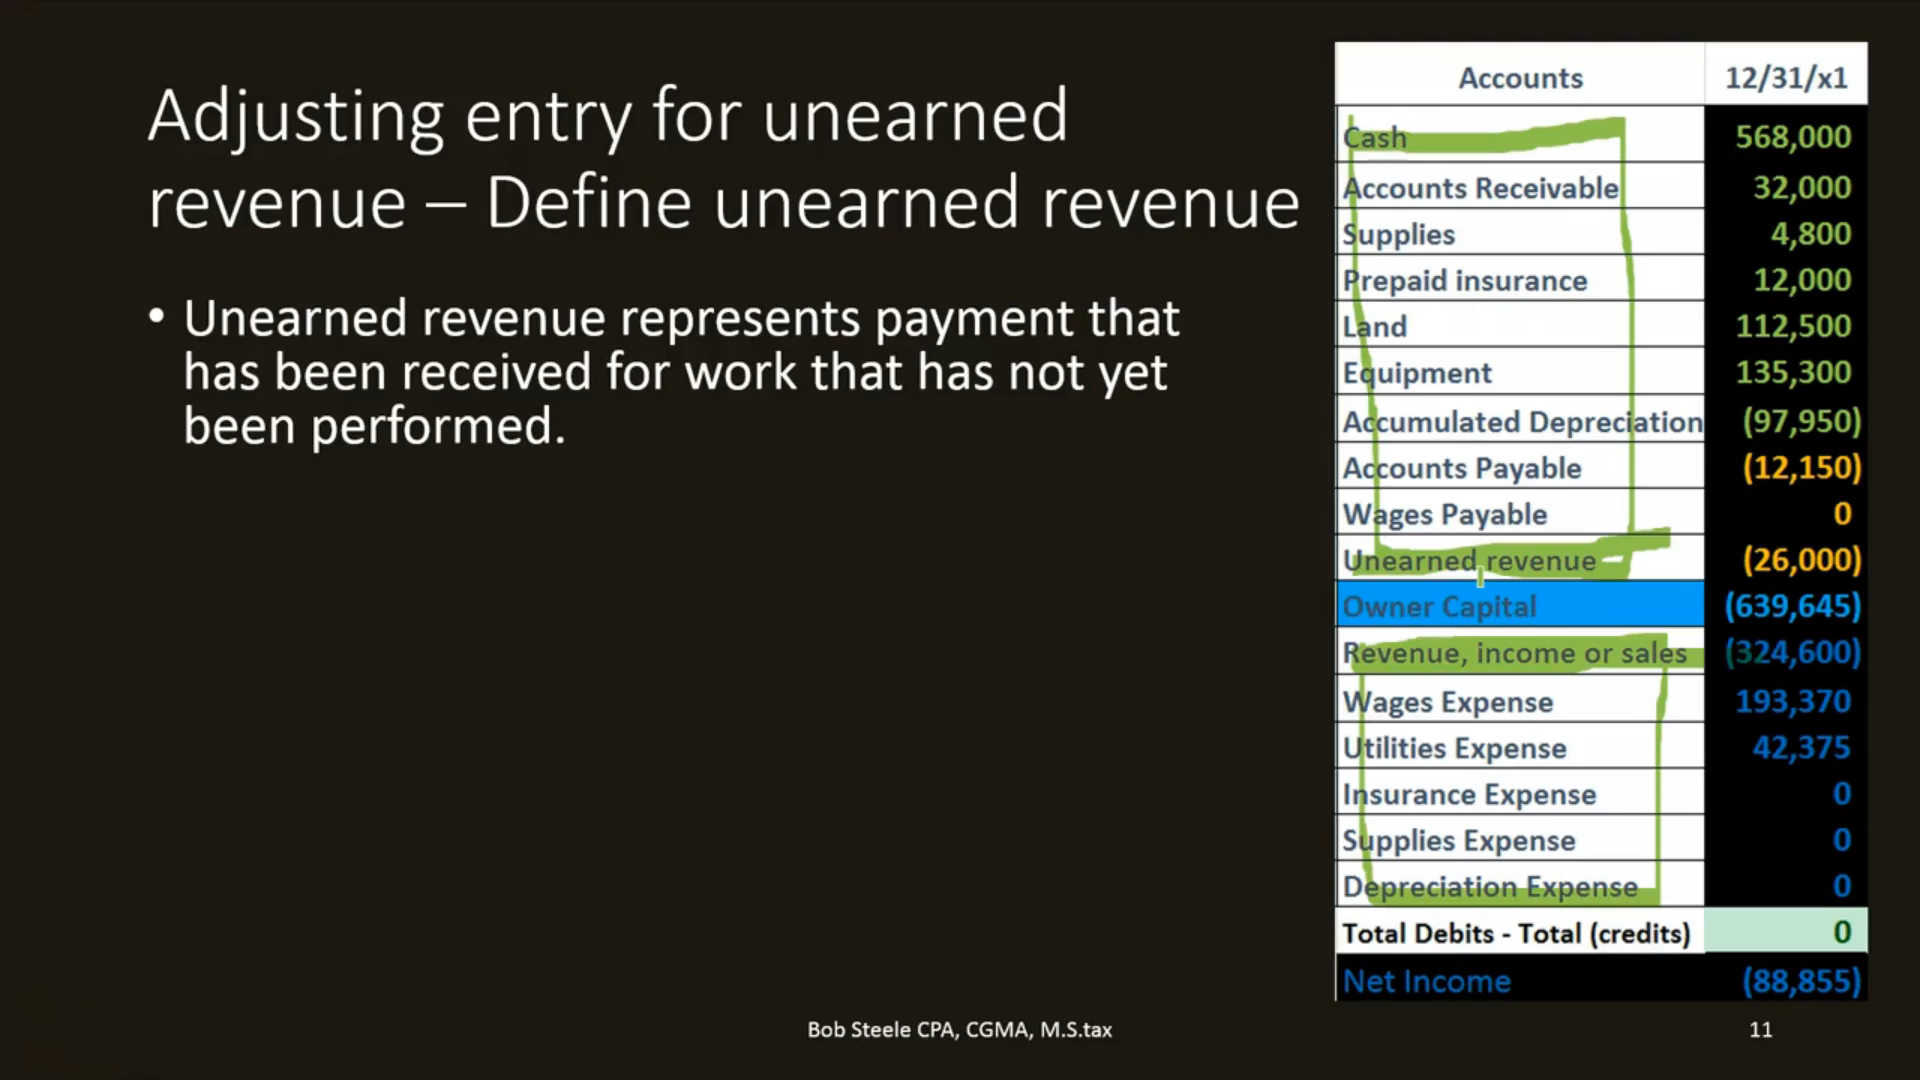 Adjusting entry for unearned
revenue – Define unearned revenue
• Unearned revenue represents payment that
has been received for work that has not yet
been performed.
Accounts 12/31/x1
Cash 568,000
Accounts Receivable 32,000
Supplies 4,800
Prepaid insurance 12,000
Land 112,500
Equipment 135,300
Accumulated Depreciation (97,950)
Accounts Payable (12,150)
Wages Payable 0
Unearned revenue (26,000)
Owner Capital (639,645)
Revenue, income or sales (324,600)
Wages Expense 193,370
Utilities Expense 42,375
Insurance Expense 0
Supplies Expense 0
Depreciation Expense 0
Total Debits - Total (credits) 0
Net Income (88,855)
Bob Steele CPA, CGMA, M.S.tax
11